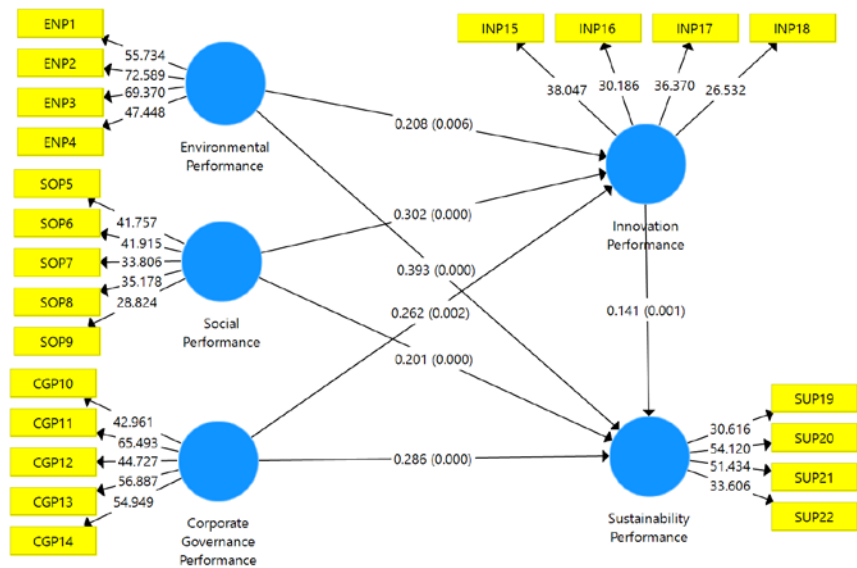 ENP1
ENP2
ENP3
ENP4
55.734
72.589
69.370
47.448
Environmental
Performance
SOP5
SOP6
SOP7
SOP8
SOP9
41.757
41.915
33.806
35.178
28.824
Social
Performance
CGP10
CGP11
CGP12
CGP13
CGP14
42.961
65.493
44.727
56.887
54.949
Corporate
Governance
Performance
0.208 (0.006)
0.302 (0.000)
0.393 (0.000)
0.262 (0.002)
0.201 (0.000)
0.286 (0.000)
INP15
INP16
INP17
INP18
38.047
30.186
36.370
26.532
Innovation
Performance
0.141 (0.001)
SUP19
SUP20
SUP21
SUP22
30.616
54.120
51.434
33.606
Sustainability
Performance